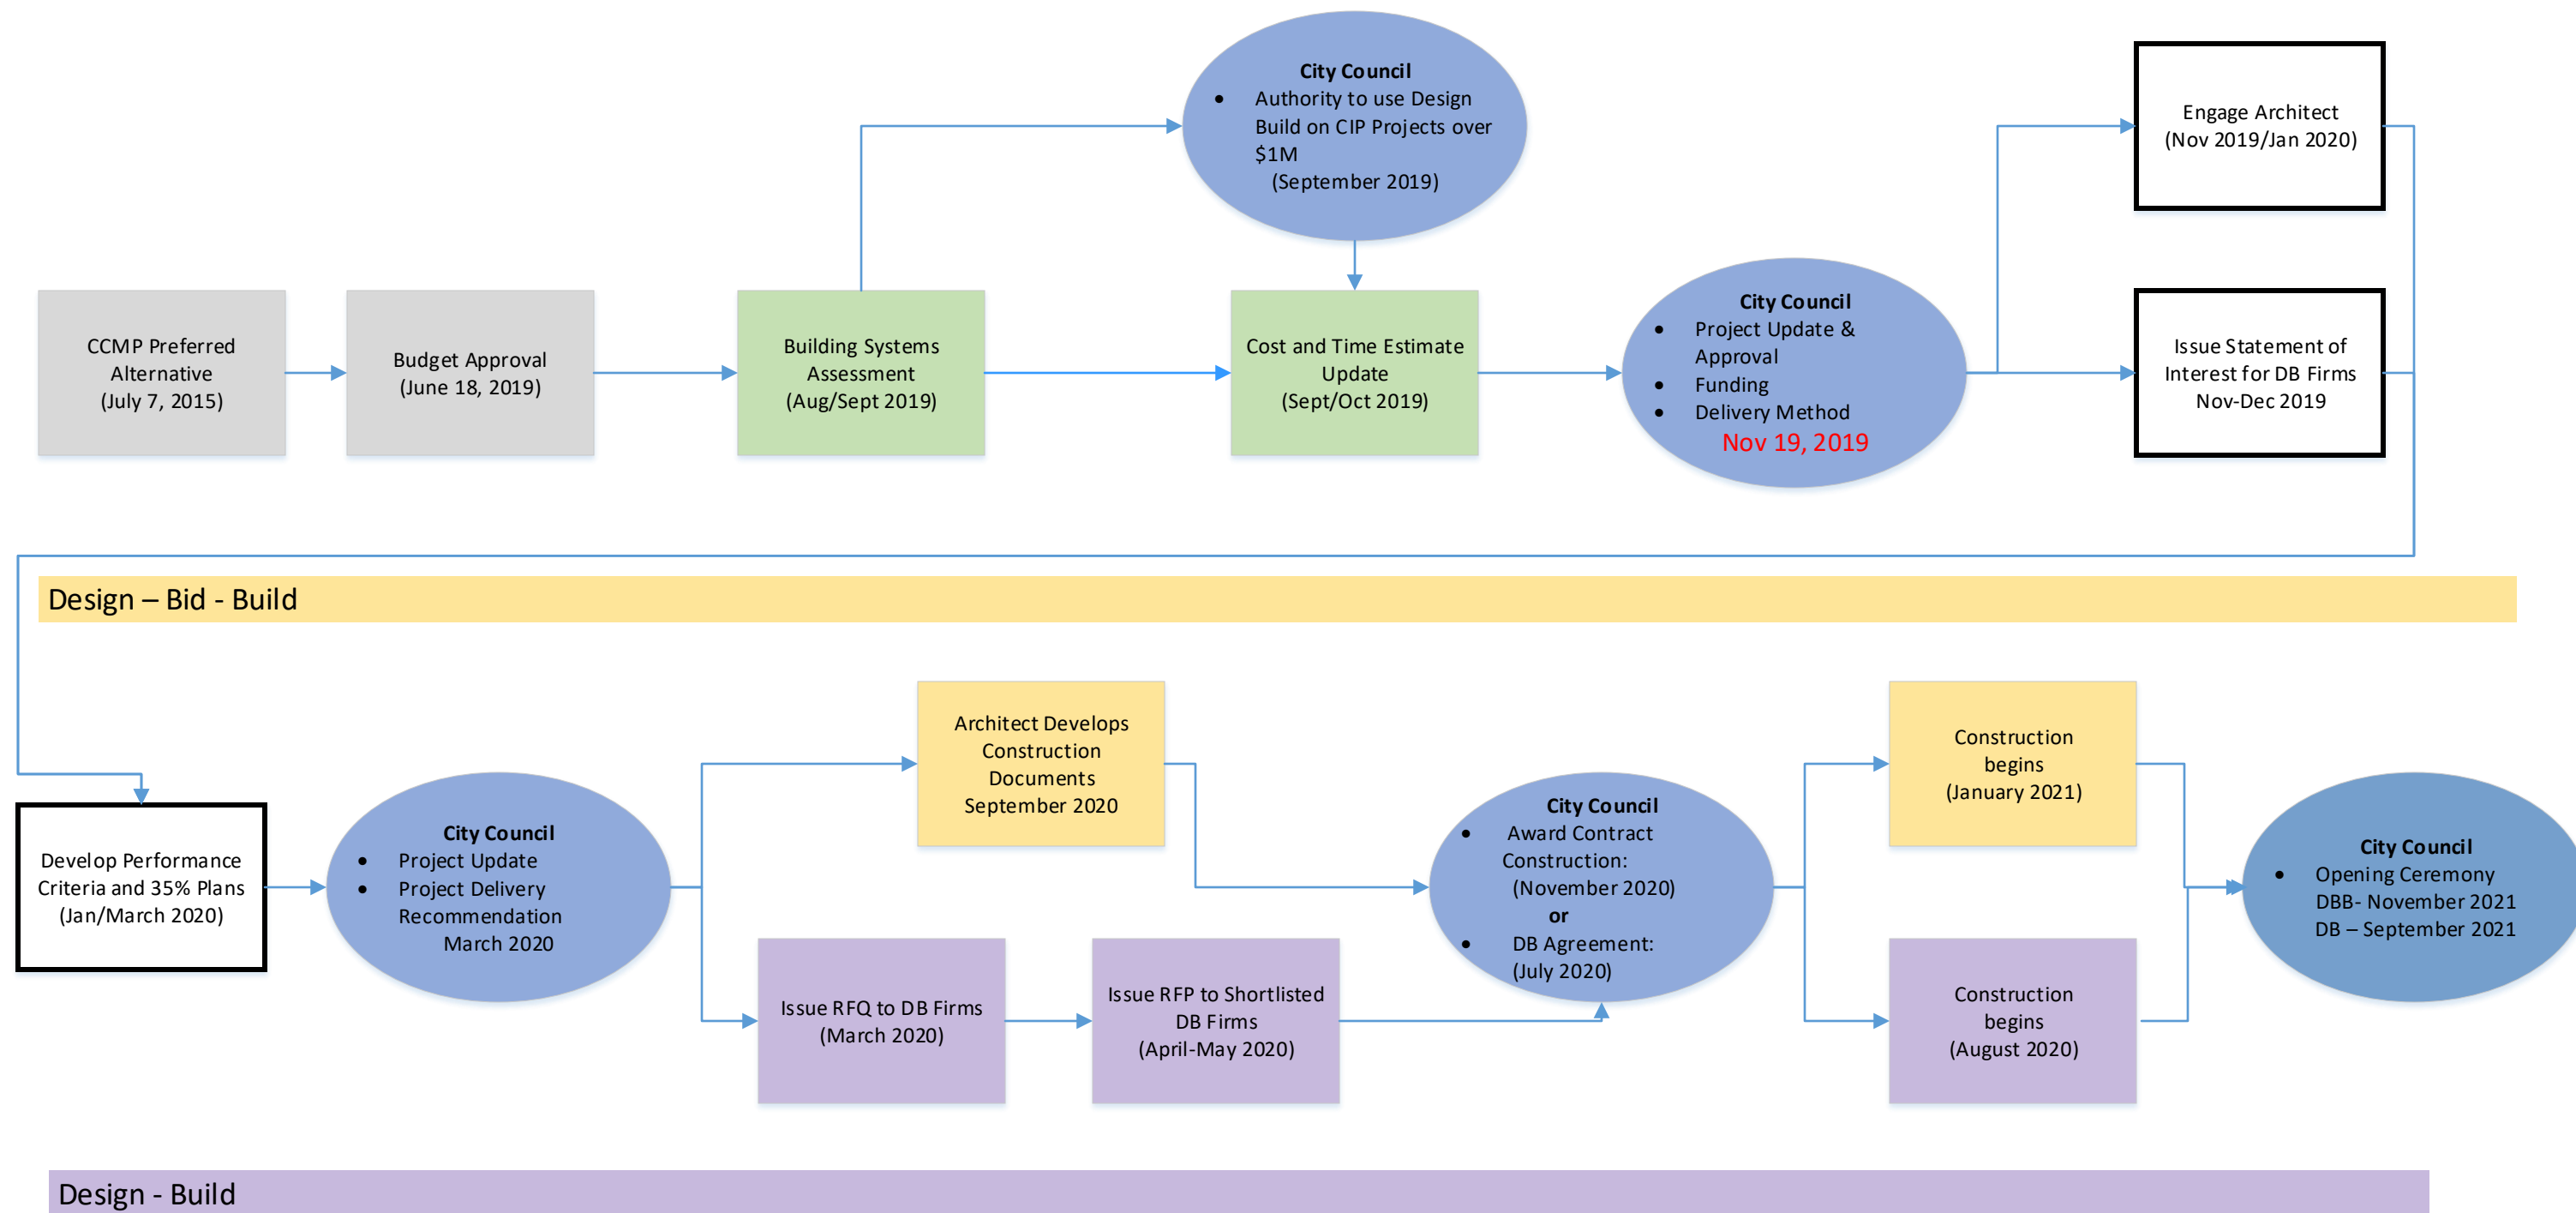 City Council
• Authority to use Design
Build on CIP Projects over
$1M
(September 2019)
Engage Architect
(Nov 2019/Jan 2020)
CCMP Preferred
Alternative
(July 7, 2015)
Budget Approval
(June 18, 2019)
Building Systems
Assessment
(Aug/Sept 2019)
Cost and Time Estimate
Update
(Sept/Oct 2019)
City Council
• Project Update &
Approval
• Funding
• Delivery Method
Nov 19, 2019
Issue Statement of
Interest for DB Firms
Nov-Dec 2019
Design – Bid - Build
Develop Performance
Criteria and 35% Plans
(Jan/March 2020)
City Council
• Project Update
• Project Delivery
Recommendation
March 2020
Architect Develops
Construction
Documents
September 2020
Issue RFQ to DB Firms
(March 2020)
Issue RFP to Shortlisted
DB Firms
(April-May 2020)
City Council
• Award Contract
Construction:
(November 2020)
or
• DB Agreement:
(July 2020)
Construction
begins
(January 2021)
Construction
begins
(August 2020)
City Council
• Opening Ceremony
DBB- November 2021
DB – September 2021
Design - Build